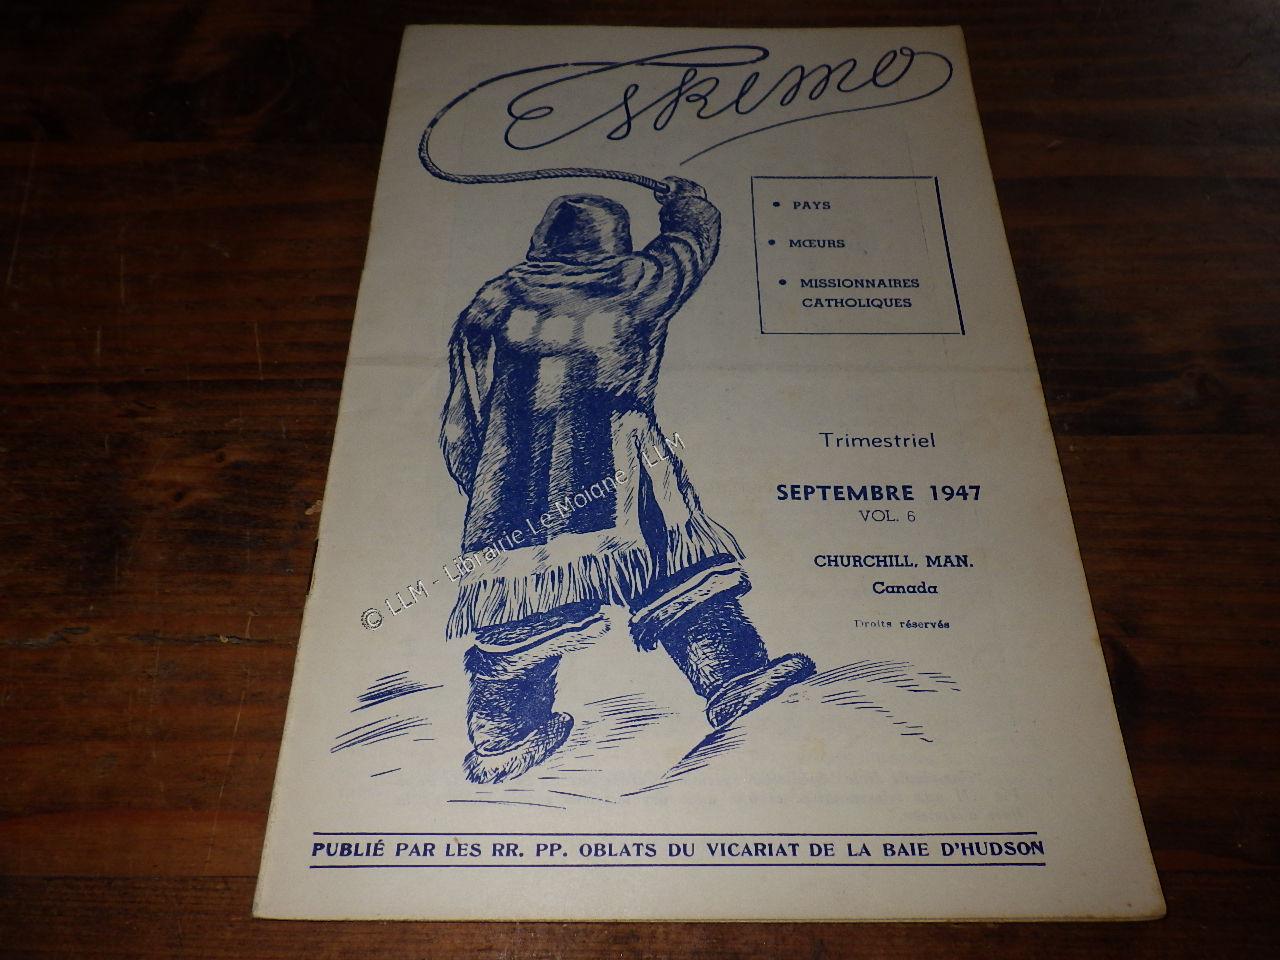 Eskimo
• PAYS
• MŒURS
• MISSIONNAIRES
CATHOLIQUES
Trimestriel
SEPTEMBRE 1947
VOL. 6
CHURCHILL, MAN.
Canada
Droits réservés
© LLM - Librairie Le Moigne - LLM
PUBLIÉ PAR LES RR. PP. OBLATS DU VICARIAT DE LA BAIE D'HUDSON